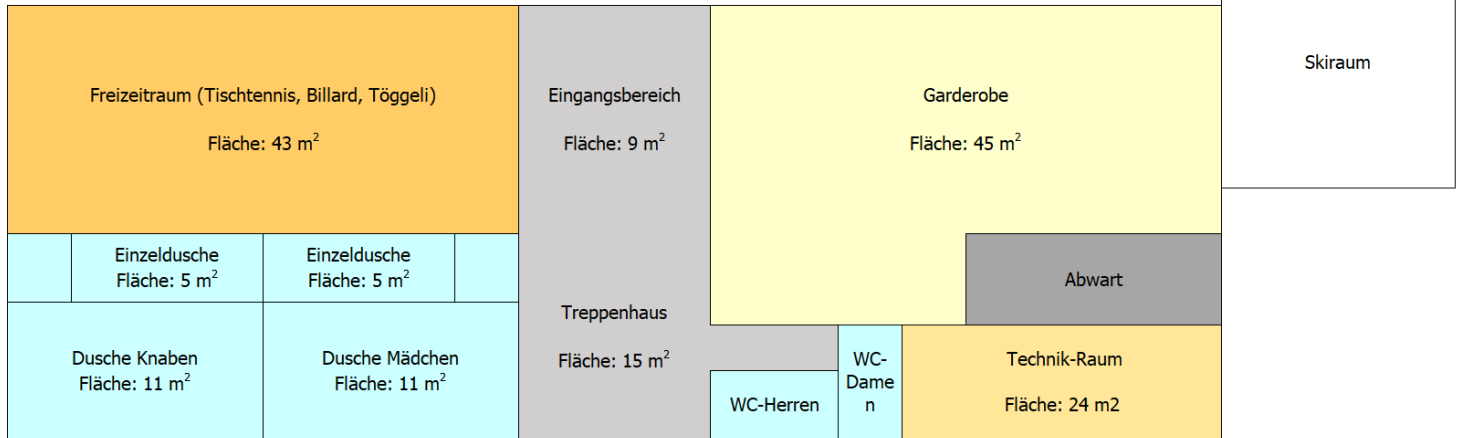 Freizeitraum (Tischtennis, Billard, Töggeli)
Fläche: 43 m²
Eingangsbereich
Fläche: 9 m²
Garderobe
Fläche: 45 m²
Skiraum
Einzeldusche
Fläche: 5 m²
Einzeldusche
Fläche: 5 m²
Abwart
Treppenhaus
Fläche: 15 m²
Dusche Knaben
Fläche: 11 m²
Dusche Mädchen
Fläche: 11 m²
WC-Herren
WC-
Dame
n
Technik-Raum
Fläche: 24 m2